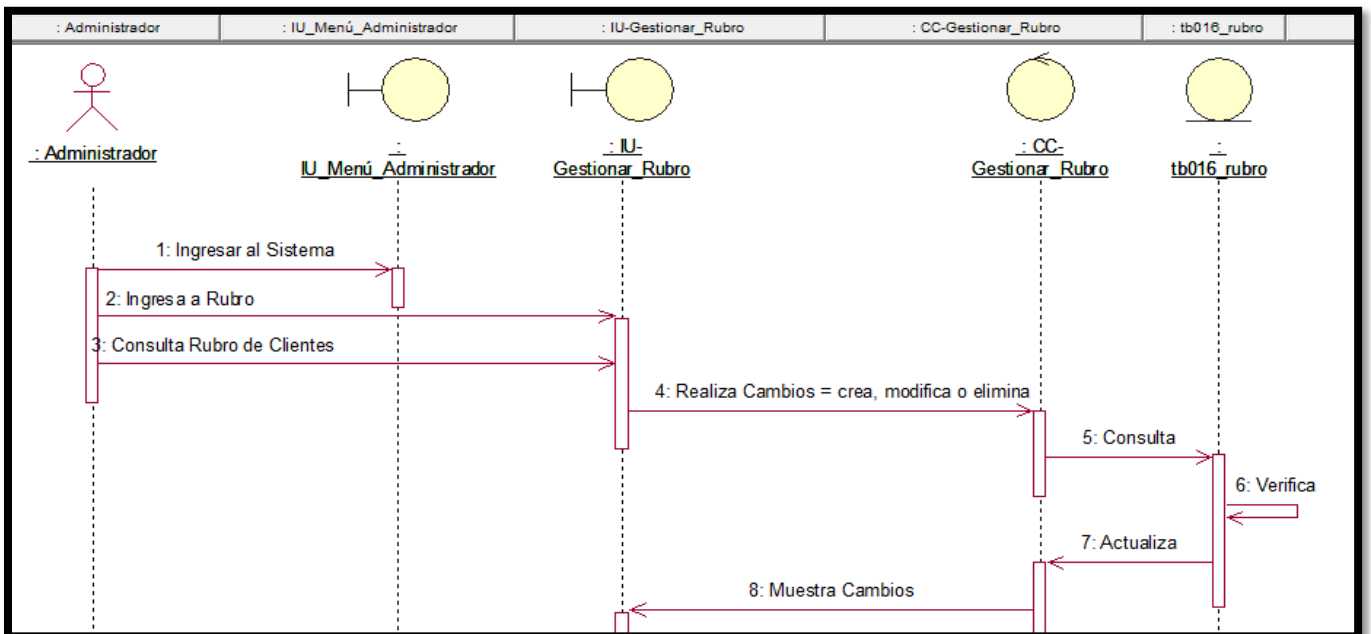 : Administrador
: IU_Menú_Administrador
: IU-Gestionar_Rubro
: CC-Gestionar_Rubro
: tb016_rubro
: Administrador
:
IU_Menú_Administrador
: IU-
Gestionar_Rubro
: CC-
Gestionar_Rubro
:
tb016_rubro
1: Ingresar al Sistema
2: Ingresa a Rubro
3: Consulta Rubro de Clientes
4: Realiza Cambios = crea, modifica o elimina
5: Consulta
6: Verifica
7: Actualiza
8: Muestra Cambios